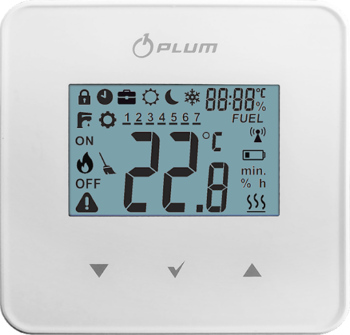 PLUM
88:88 °C %
1 2 3 4 5 6 7 FUEL
ON
22.8 °C
min.
OFF % h